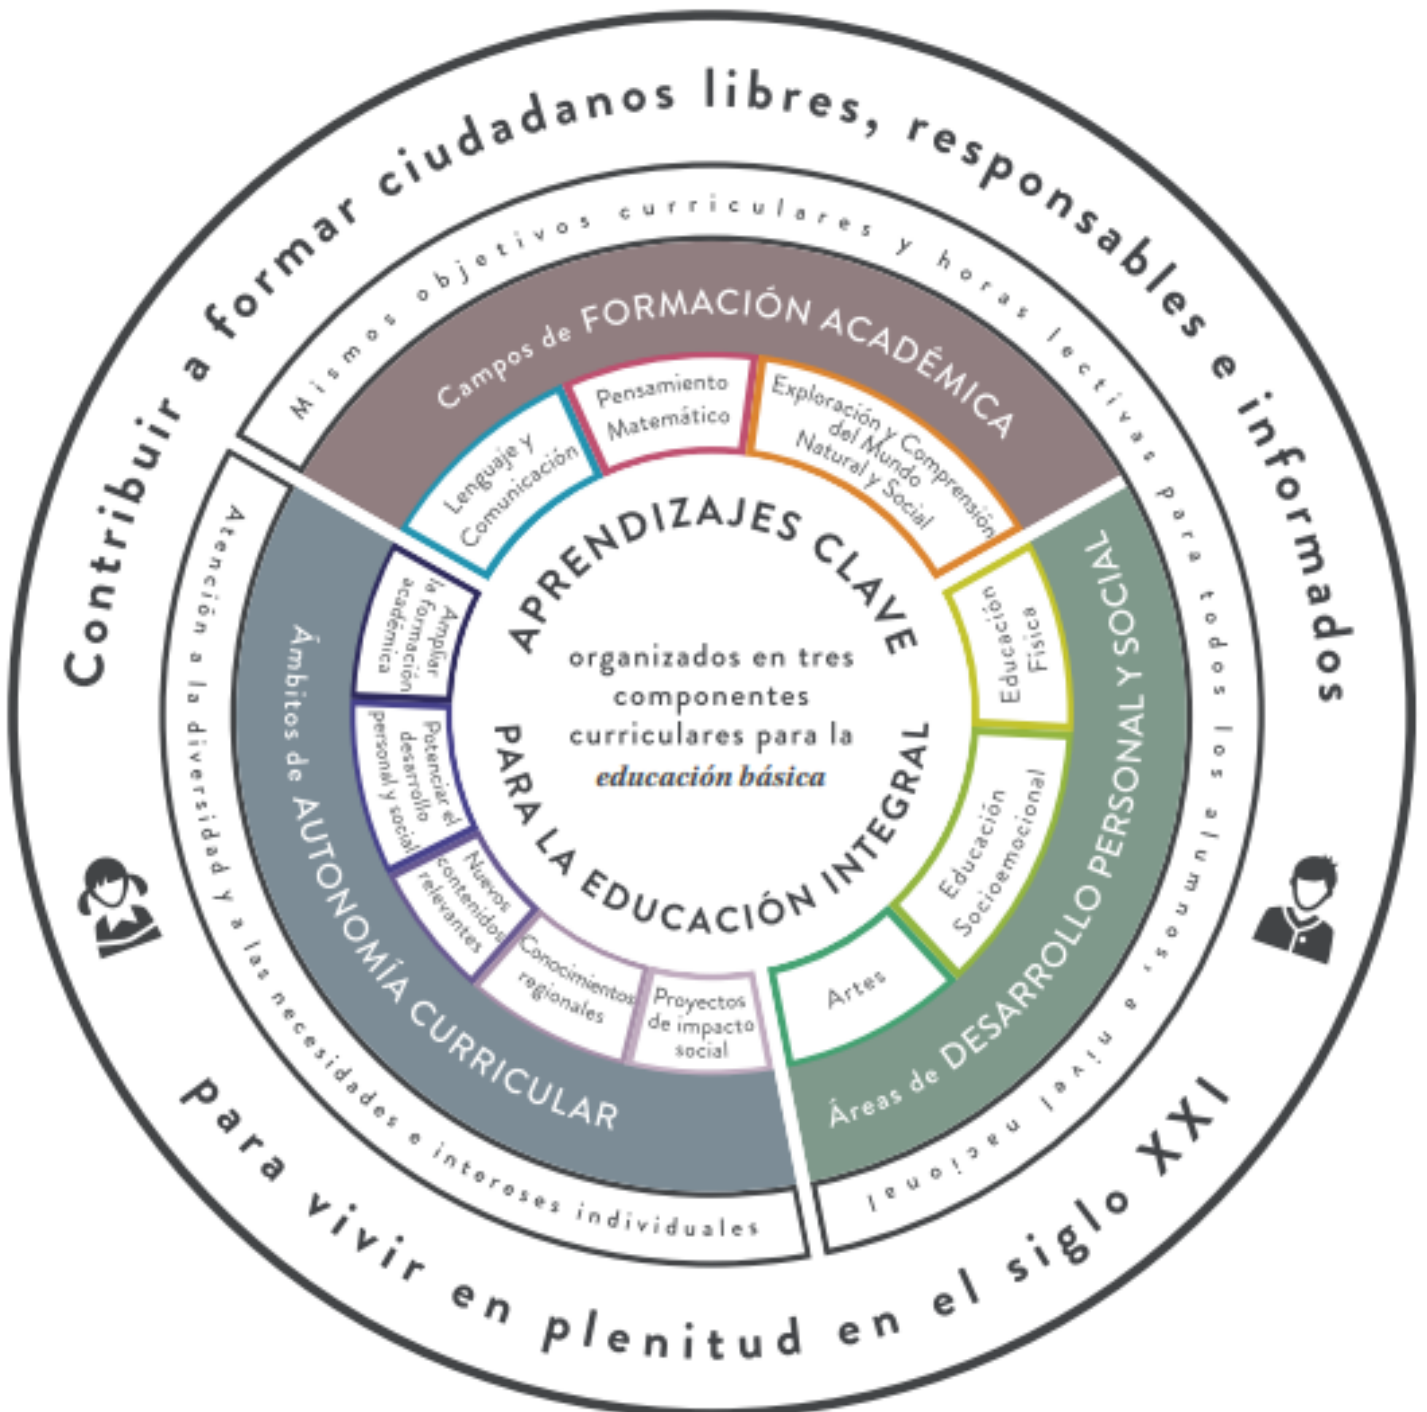 Contribuir a formar ciudadanos libres, responsables e informados
para vivir en plenitud en el siglo XXI
Mismos objetivos curriculares y horas lectivas para todos los alumnos, a nivel nacional
Atención a la diversidad y a las necesidades e intereses individuales
Campos de FORMACIÓN ACADÉMICA
Lenguaje y
Comunicación
Pensamiento
Matemático
Exploración y Comprensión
del Mundo
Natural y Social
Áreas de DESARROLLO PERSONAL Y SOCIAL
Educación
Física
Educación
Socioemocional
Artes
Ámbitos de AUTONOMÍA CURRICULAR
Ampliar
la formación
académica
Potenciar el
desarrollo
personal y social
Nuevos
contenidos
relevantes
Conocimientos
regionales
Proyectos
de impacto
social
APRENDIZAJES CLAVE
PARA LA EDUCACIÓN INTEGRAL
organizados en tres
componentes
curriculares para la
educación básica